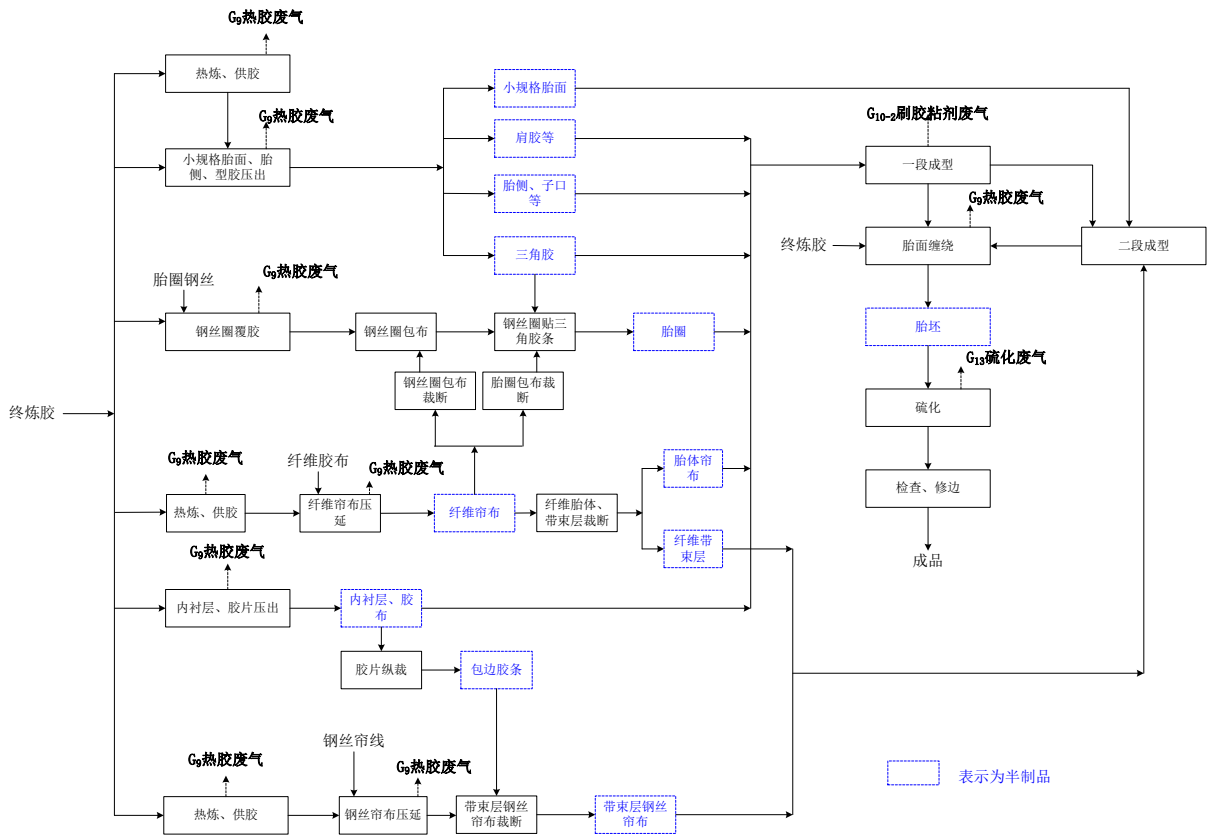 G9热胶废气
热炼、供胶
G9热胶废气
小规格胎面、胎
侧、型胶压出
小规格胎面
肩胶等
胎侧、子口
等
三角胶
G10-2刷胶粘剂废气
一段成型
G9热胶废气
终炼胶
胎面缠绕
二段成型
胎圈钢丝
G9热胶废气
钢丝圈覆胶
钢丝圈包布
钢丝圈贴三
角胶条
胎圈
胎坯
G13硫化废气
钢丝圈包布
裁断
胎圈包布裁
断
硫化
终炼胶
G9热胶废气
纤维胶布
G9热胶废气
热炼、供胶
纤维帘布压
延
纤维帘布
纤维胎体、
带束层裁断
胎体帘
布
纤维带
束层
检查、修边
成品
G9热胶废气
内衬层、胶片压出
内衬层、胶
布
胶片纵裁
包边胶条
G9热胶废气
钢丝帘线
G9热胶废气
热炼、供胶
钢丝帘布压延
带束层钢丝
帘布裁断
带束层钢丝
帘布
表示为半制品